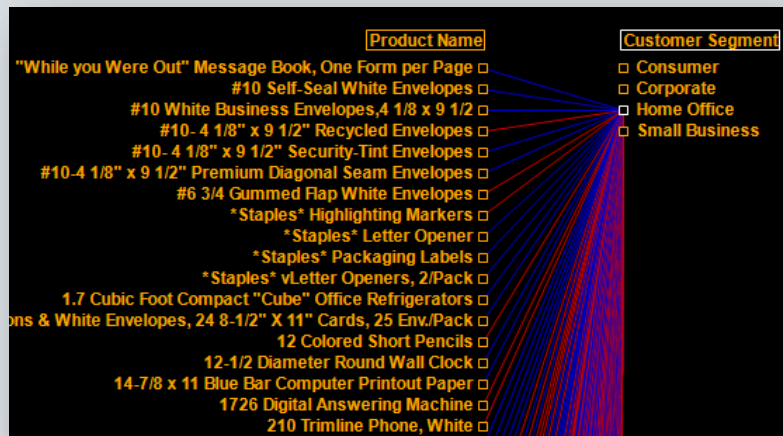 Product Name
"While you Were Out" Message Book, One Form per Page
#10 Self-Seal White Envelopes
#10 White Business Envelopes,4 1/8 x 9 1/2
#10- 4 1/8" x 9 1/2" Recycled Envelopes
#10- 4 1/8" x 9 1/2" Security-Tint Envelopes
#10-4 1/8" x 9 1/2" Premium Diagonal Seam Envelopes
#6 3/4 Gummed Flap White Envelopes
*Staples* Highlighting Markers
*Staples* Letter Opener
*Staples* Packaging Labels
*Staples* vLetter Openers, 2/Pack
1.7 Cubic Foot Compact "Cube" Office Refrigerators
& White Envelopes, 24 8-1/2" X 11" Cards, 25 Env./Pack
12 Colored Short Pencils
12-1/2 Diameter Round Wall Clock
14-7/8 x 11 Blue Bar Computer Printout Paper
1726 Digital Answering Machine
210 Trimline Phone, White
Customer Segment
Consumer
Corporate
Home Office
Small Business